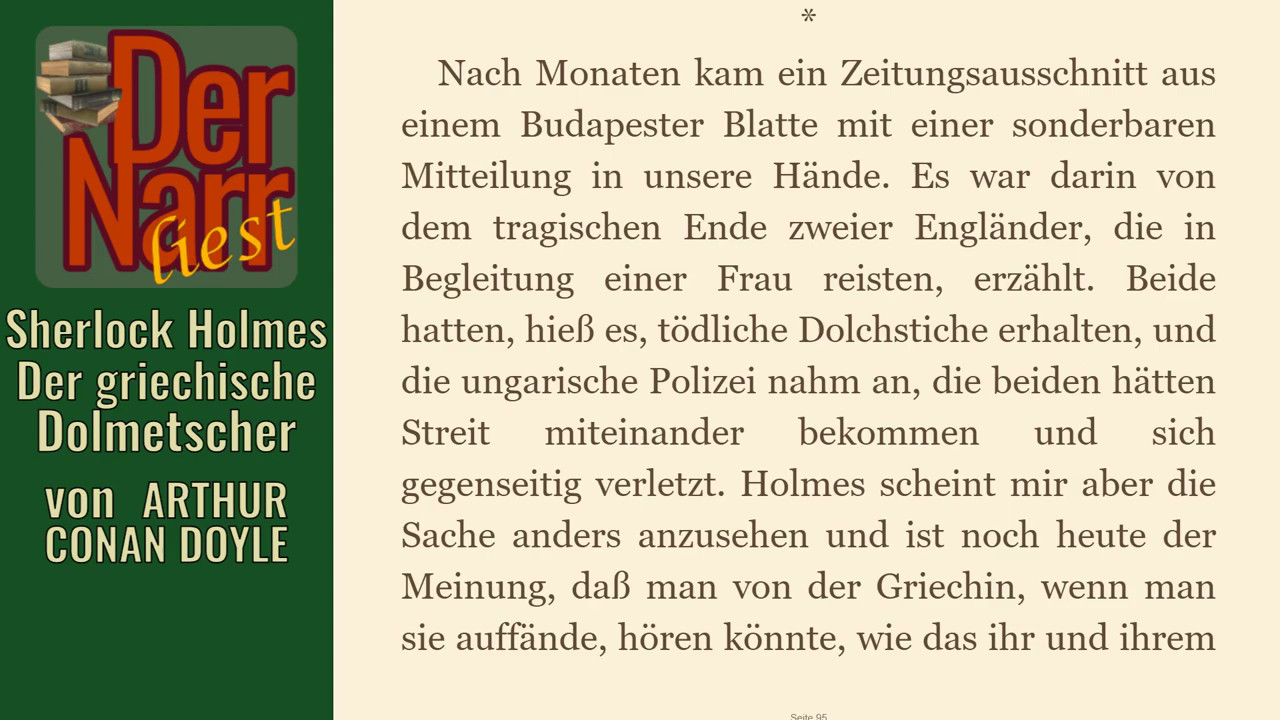 Der
Narr
liest
Sherlock Holmes
Der griechische
Dolmetscher
von ARTHUR
CONAN DOYLE
*
Nach Monaten kam ein Zeitungsausschnitt aus
einem Budapester Blatte mit einer sonderbaren
Mitteilung in unsere Hände. Es war darin von
dem tragischen Ende zweier Engländer, die in
Begleitung einer Frau reisten, erzählt. Beide
hatten, hieß es, tödliche Dolchstiche erhalten, und
die ungarische Polizei nahm an, die beiden hätten
Streit miteinander bekommen und sich
gegenseitig verletzt. Holmes scheint mir aber die
Sache anders anzusehen und ist noch heute der
Meinung, daß man von der Griechin, wenn man
sie auffände, hören könnte, wie das ihr und ihrem
Seite 95